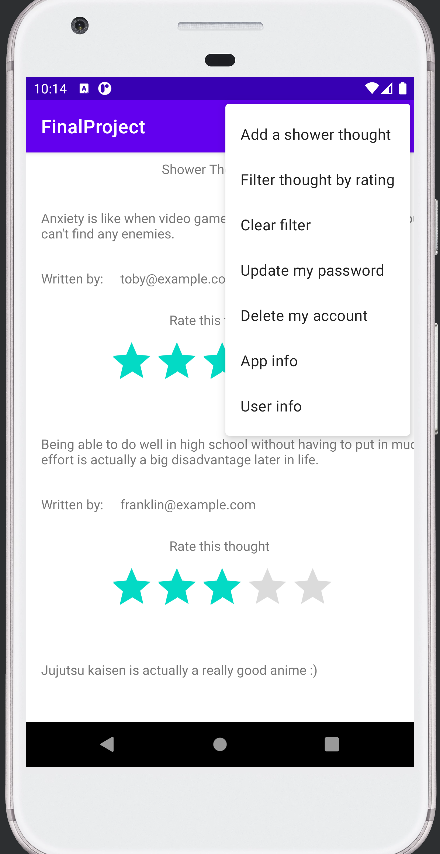 10:14
FinalProject
Shower
Add a shower thought
Filter thought by rating
Clear filter
Update my password
Delete my account
App info
User info
Anxiety is like when video
can't find any enemies.
Written by: toby@example.co
Rate this
Being able to do well in high school without having to put in
effort is actually a big disadvantage later in life.
Written by: franklin@example.com
Rate this thought
Jujutsu kaisen is actually a really good anime :)